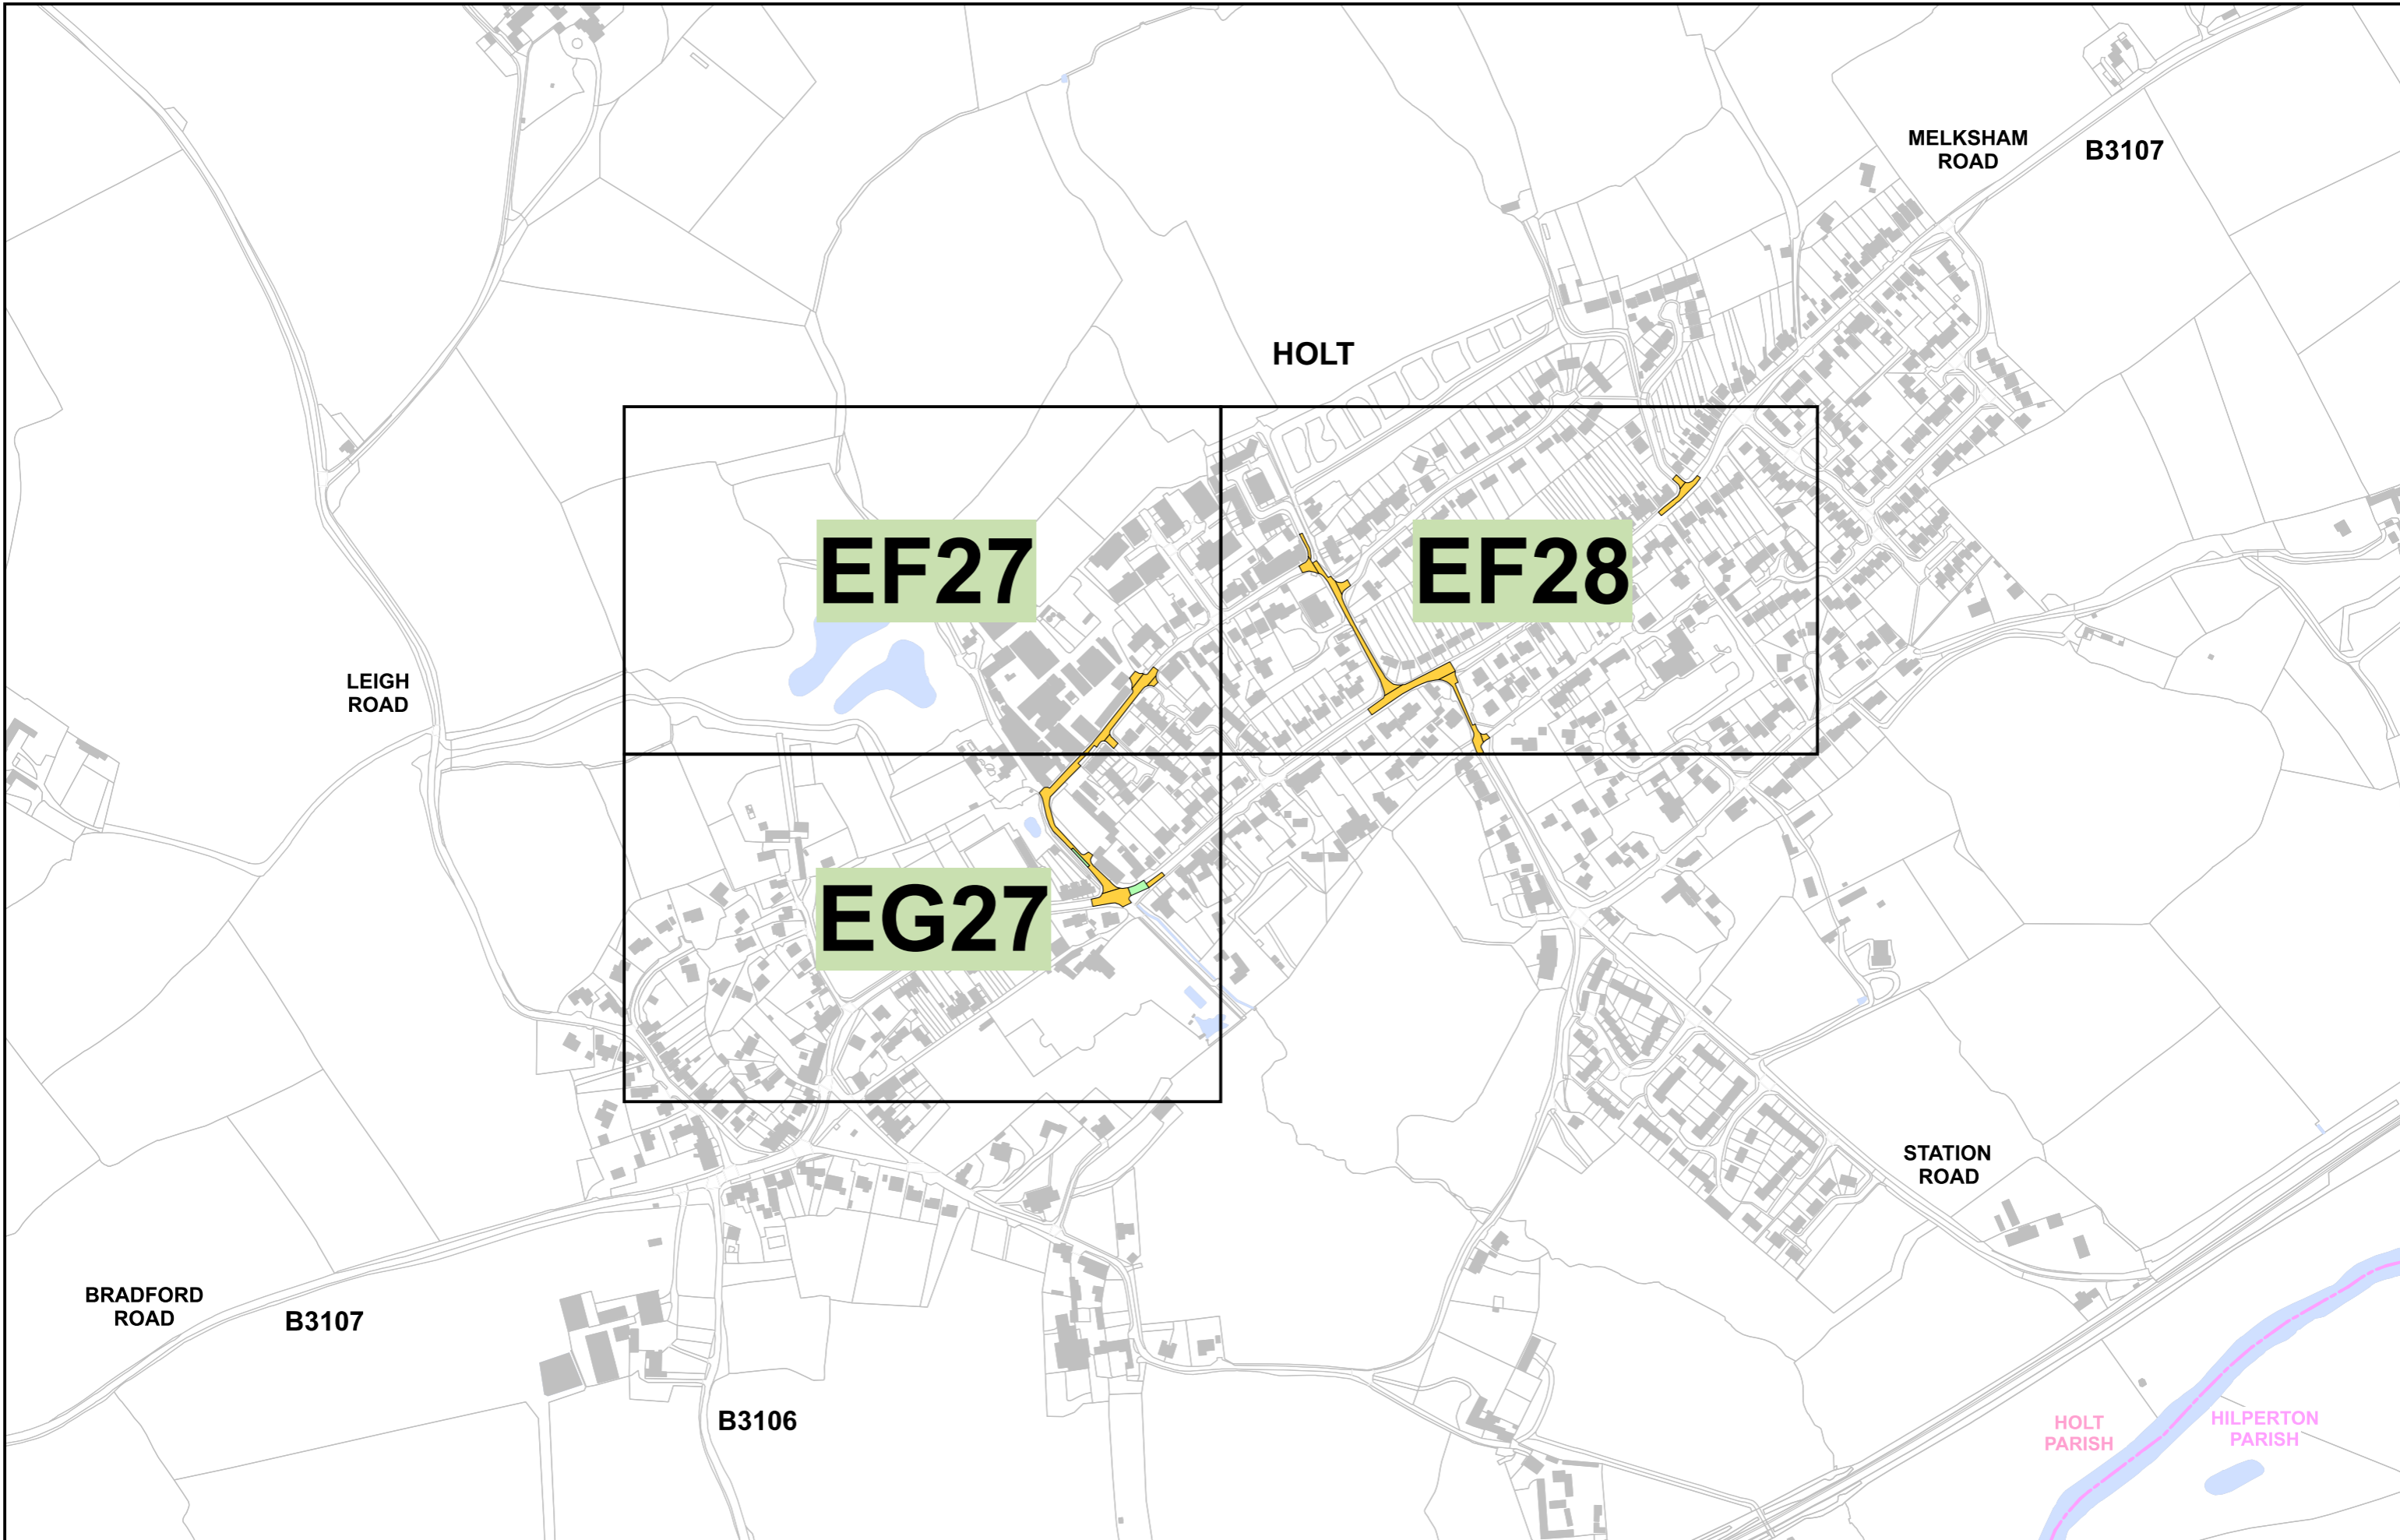 MELKSHAM
ROAD
B3107
HOLT
EF27
EF28
LEIGH
ROAD
EG27
STATION
ROAD
BRADFORD
ROAD
B3107
B3106
HOLT
PARISH
HILPERTON
PARISH